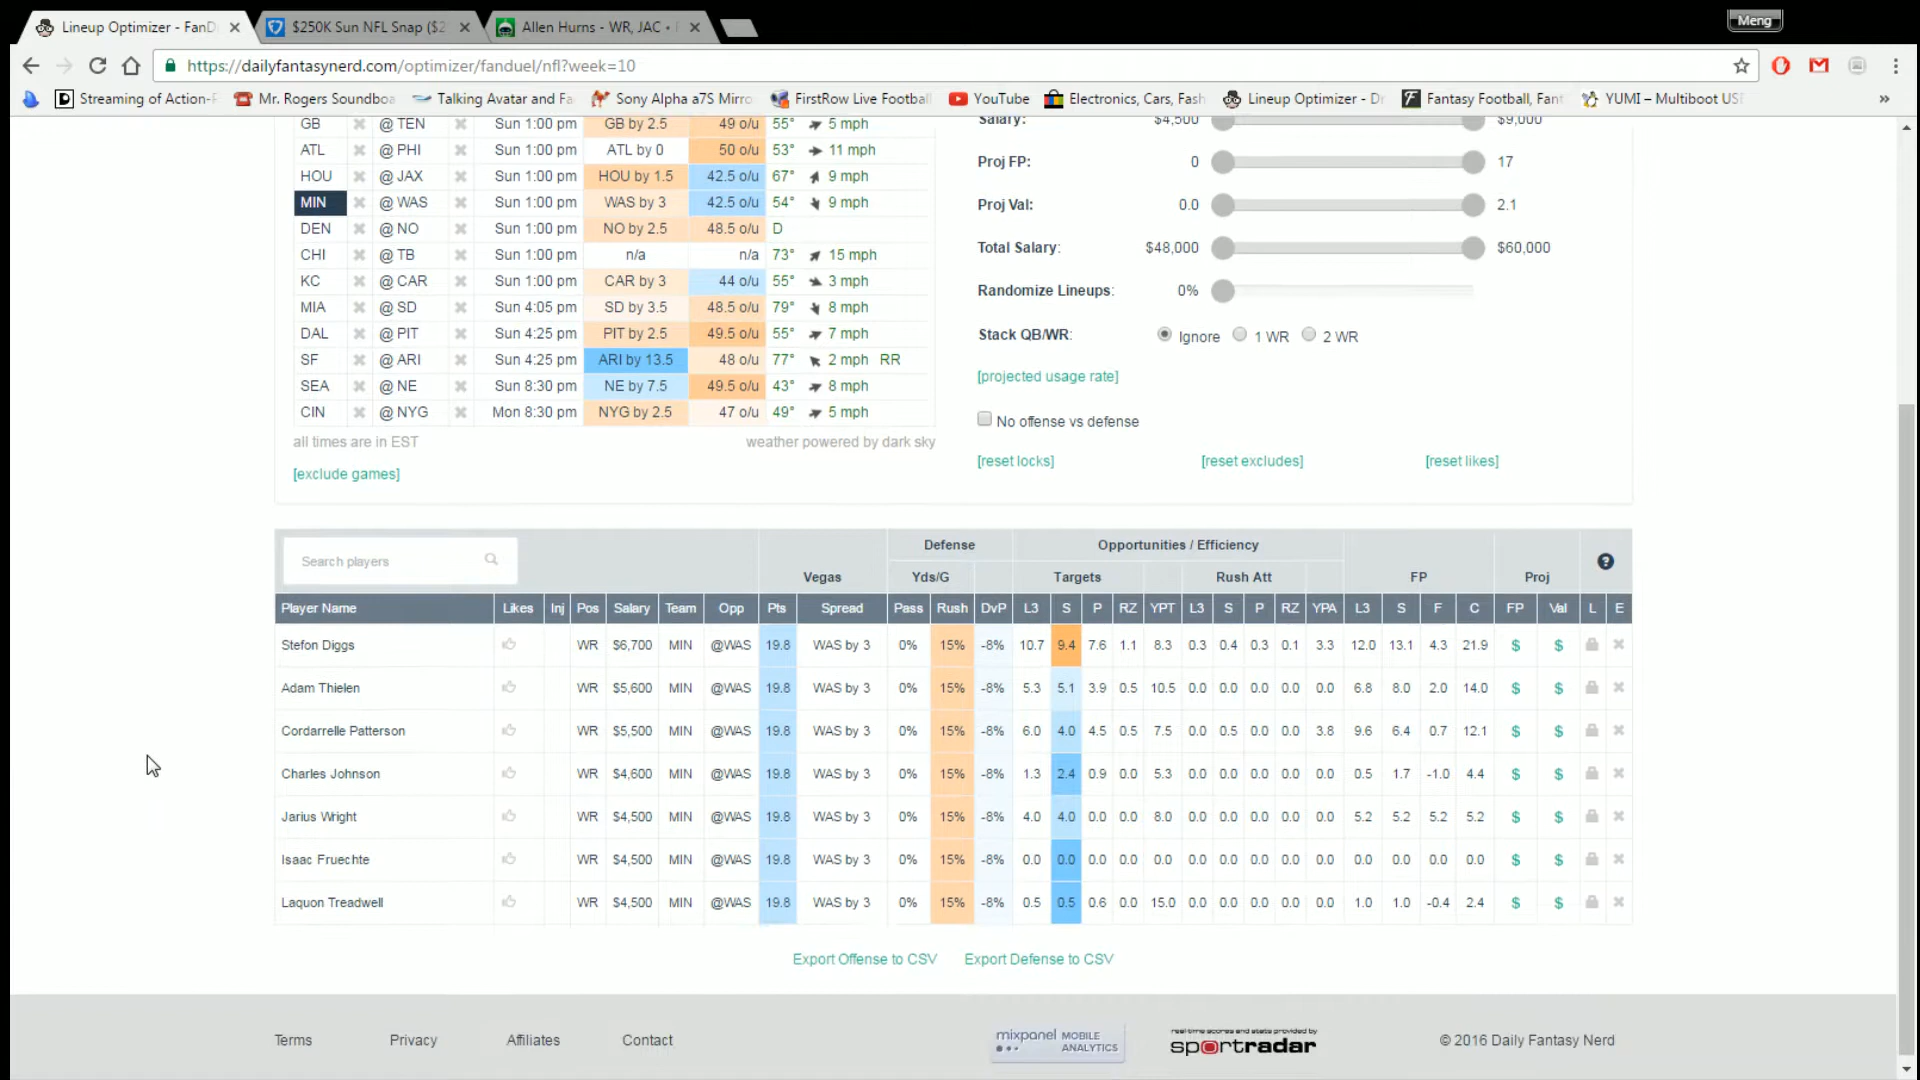 Meng
Lineup Optimizer - FanD
$250K Sun NFL Snap ($2
Allen Hurns - WR, JAC •
https://dailyfantasynerd.com/optimizer/fanduel/nfl?week=10
Streaming of Action-
Mr. Rogers Soundboa
Talking Avatar and Fa
Sony Alpha a7S Mirro
FirstRow Live Football
YouTube
Electronics, Cars, Fash
Lineup Optimizer - D
Fantasy Football, Fant
YUMI – Multiboot US
GB @ TEN Sun 1:00 pm GB by 2.5 49 o/u 55° 5 mph
ATL @ PHI Sun 1:00 pm ATL by 0 50 o/u 53° 11 mph
HOU @ JAX Sun 1:00 pm HOU by 1.5 42.5 o/u 67° 9 mph
MIN @ WAS Sun 1:00 pm WAS by 3 42.5 o/u 54° 9 mph
DEN @ NO Sun 1:00 pm NO by 2.5 48.5 o/u D
CHI @ TB Sun 1:00 pm n/a n/a 73° 15 mph
KC @ CAR Sun 1:00 pm CAR by 3 44 o/u 55° 3 mph
MIA @ SD Sun 4:05 pm SD by 3.5 48.5 o/u 79° 8 mph
DAL @ PIT Sun 4:25 pm PIT by 2.5 49.5 o/u 55° 7 mph
SF @ ARI Sun 4:25 pm ARI by 13.5 48 o/u 77° 2 mph RR
SEA @ NE Sun 8:30 pm NE by 7.5 49.5 o/u 43° 8 mph
CIN @ NYG Mon 8:30 pm NYG by 2.5 47 o/u 49° 5 mph
all times are in EST weather powered by dark sky
[exclude games]
Salary: $4,500 $9,000
Proj FP: 0 17
Proj Val: 0.0 2.1
Total Salary: $48,000 $60,000
Randomize Lineups: 0%
Stack QB/WR: Ignore 1 WR 2 WR
[projected usage rate]
No offense vs defense
[reset locks] [reset excludes] [reset likes]
Search players
Defense Opportunities / Efficiency
Vegas Yds/G Targets Rush Att FP Proj ?
Player Name Likes Inj Pos Salary Team Opp Pts Spread Pass Rush DvP L3 S P RZ YPT L3 S P RZ YPA L3 S F C FP Val L E
Stefon Diggs WR $6,700 MIN @WAS 19.8 WAS by 3 0% 15% -8% 10.7 9.4 7.6 1.1 8.3 0.3 0.4 0.3 0.1 3.3 12.0 13.1 4.3 21.9 $ $
Adam Thielen WR $5,600 MIN @WAS 19.8 WAS by 3 0% 15% -8% 5.3 5.1 3.9 0.5 10.5 0.0 0.0 0.0 0.0 0.0 6.8 8.0 2.0 14.0 $ $
Cordarrelle Patterson WR $5,500 MIN @WAS 19.8 WAS by 3 0% 15% -8% 6.0 4.0 4.5 0.5 7.5 0.0 0.5 0.0 0.0 3.8 9.6 6.4 0.7 12.1 $ $
Charles Johnson WR $4,600 MIN @WAS 19.8 WAS by 3 0% 15% -8% 1.3 2.4 0.9 0.0 5.3 0.0 0.0 0.0 0.0 0.0 0.5 1.7 -1.0 4.4 $ $
Jarius Wright WR $4,500 MIN @WAS 19.8 WAS by 3 0% 15% -8% 4.0 4.0 0.0 0.0 8.0 0.0 0.0 0.0 0.0 0.0 5.2 5.2 5.2 5.2 $ $
Isaac Fruechte WR $4,500 MIN @WAS 19.8 WAS by 3 0% 15% -8% 0.0 0.0 0.0 0.0 0.0 0.0 0.0 0.0 0.0 0.0 0.0 0.0 0.0 0.0 $ $
Laquon Treadwell WR $4,500 MIN @WAS 19.8 WAS by 3 0% 15% -8% 0.5 0.5 0.6 0.0 15.0 0.0 0.0 0.0 0.0 0.0 1.0 1.0 -0.4 2.4 $ $
Export Offense to CSV Export Defense to CSV
Terms Privacy Affiliates Contact
mixpanel MOBILE ANALYTICS
real-time scores and stats provided by
sportradar
© 2016 Daily Fantasy Nerd